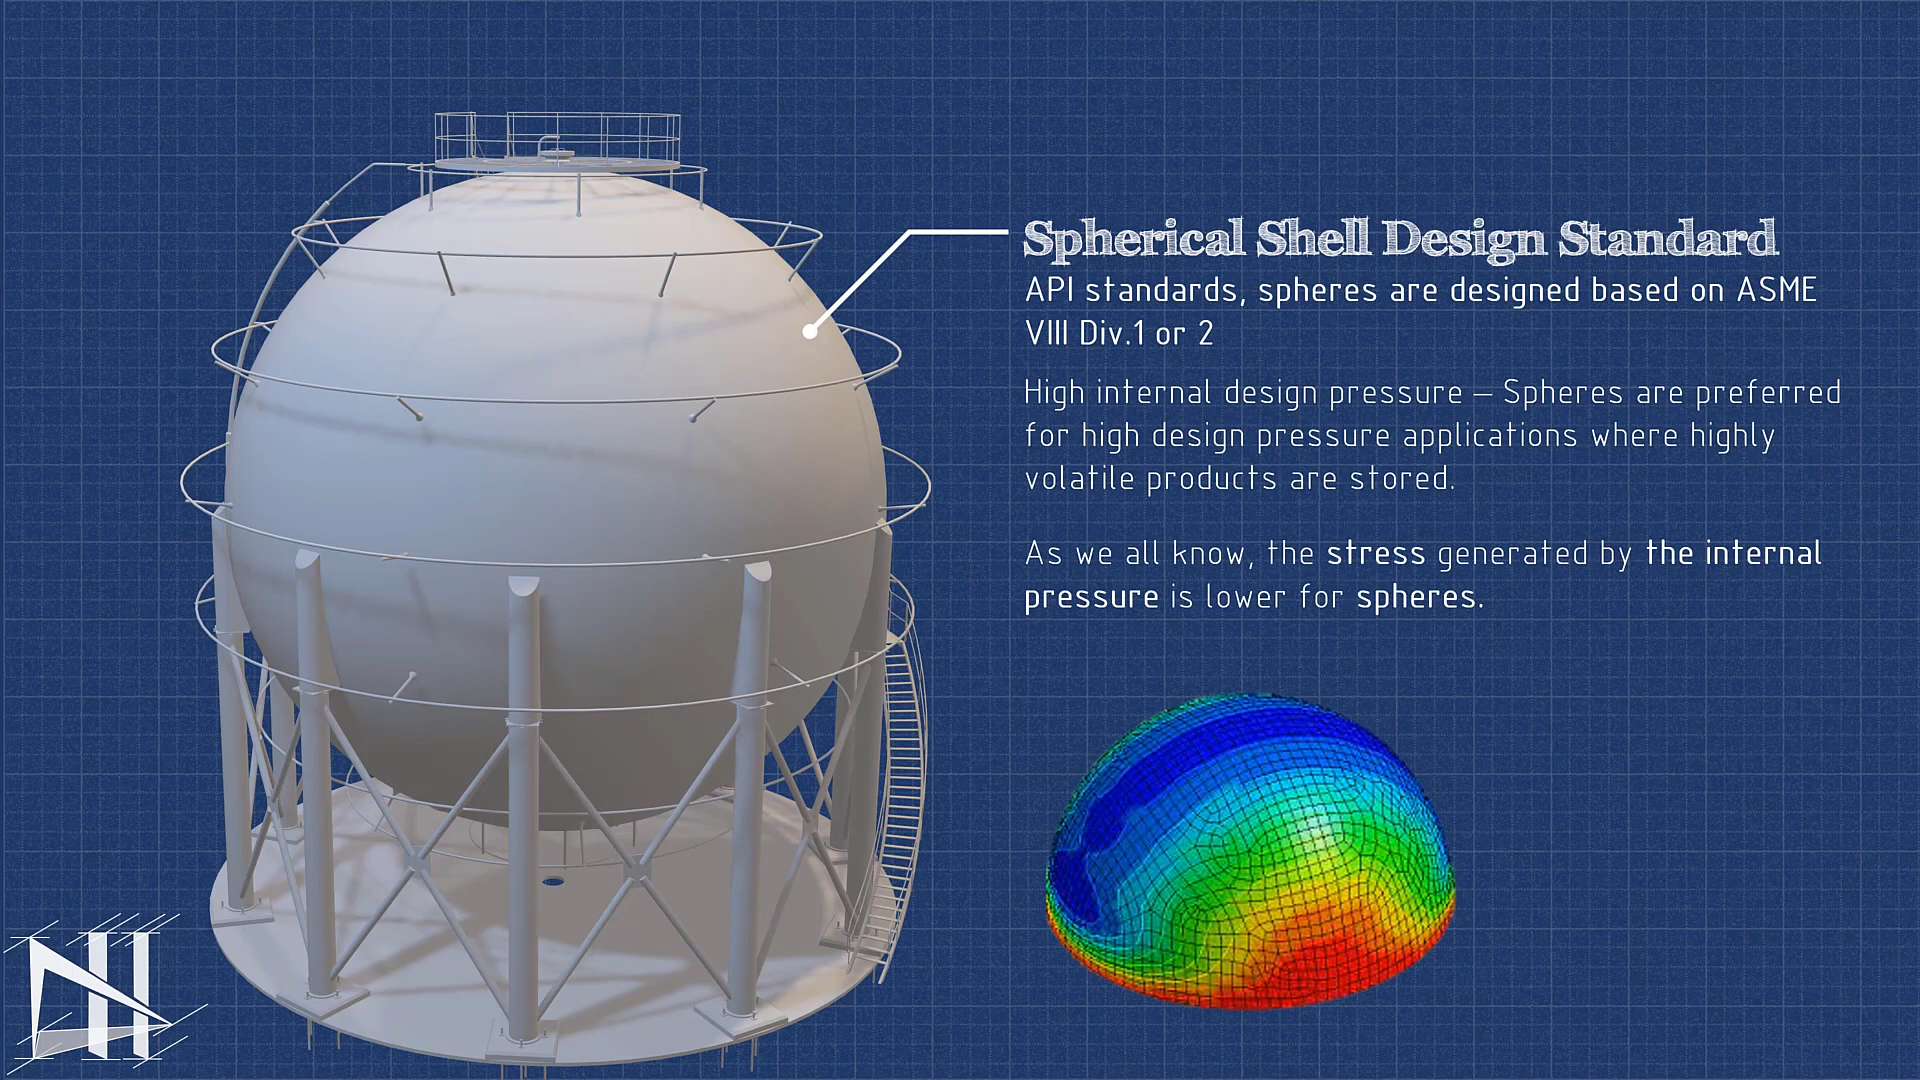 Spherical Shell Design Standard
API standards, spheres are designed based on ASME
VIII Div.1 or 2
High internal design pressure – Spheres are preferred
for high design pressure applications where highly
volatile products are stored.
As we all know, the stress generated by the internal
pressure is lower for spheres.